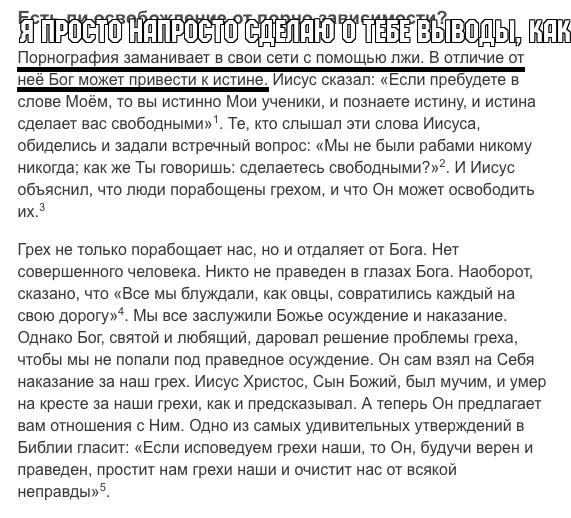 Есть ли освобождение от порно-зависимости?
Я ПРОСТО НАПРОСТО СДЕЛАЮ О ТЕБЕ ВЫВОДЫ, КАК
Порнография заманивает в свои сети с помощью лжи. В отличие от
неё Бог может привести к истине. Иисус сказал: «Если пребудете в
слове Моём, то вы истинно Мои ученики, и познаете истину, и истина
сделает вас свободными»1. Те, кто слышал эти слова Иисуса,
обиделись и задали встречный вопрос: «Мы не были рабами никому
никогда; как же Ты говоришь: сделаетесь свободными?»2. И Иисус
объяснил, что люди порабощены грехом, и что Он может освободить
их.3
Грех не только порабощает нас, но и отдаляет от Бога. Нет
совершенного человека. Никто не праведен в глазах Бога. Наоборот,
сказано, что «Все мы блуждали, как овцы, совратились каждый на
свою дорогу»4. Мы все заслужили Божье осуждение и наказание.
Однако Бог, святой и любящий, даровал решение проблемы греха,
чтобы мы не попали под праведное осуждение. Он сам взял на Себя
наказание за наш грех. Иисус Христос, Сын Божий, был мучим, и умер
на кресте за наши грехи, как и предсказывал. А теперь Он предлагает
вам отношения с Ним. Одно из самых удивительных утверждений в
Библии гласит: «Если исповедуем грехи наши, то Он, будучи верен и
праведен, простит нам грехи наши и очистит нас от всякой
неправды»5.